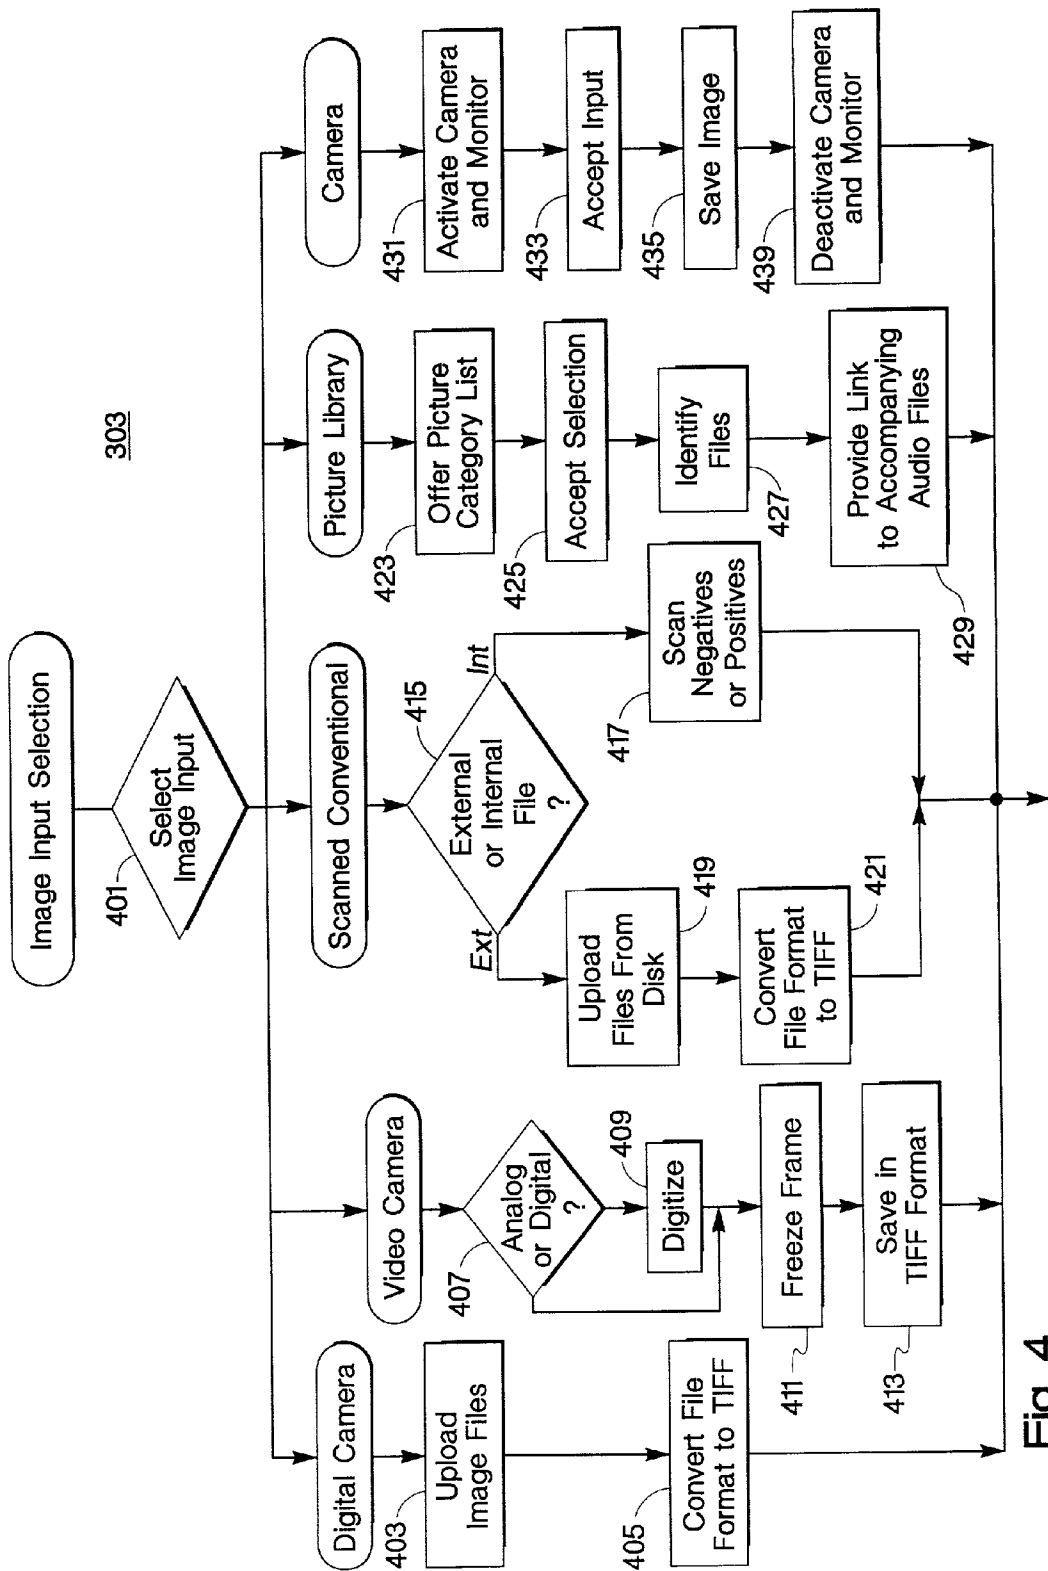 303
Image Input Selection
401
Select
Image Input
Digital Camera
403
Upload
Image Files
405
Convert File
Format to TIFF
Video Camera
407
Analog
or Digital
?
409
Digitize
411
Freeze Frame
413
Save in
TIFF Format
Scanned Conventional
415
External
or Internal
File
?
Ext
Int
Upload
Files From
Disk
419
Convert
File Format
to TIFF
421
417
Scan
Negatives
or Positives
Picture Library
423
Offer Picture
Category List
425
Accept Selection
Identify
Files
427
Provide Link
to Accompanying
Audio Files
429
Camera
431
Activate Camera
and Monitor
433
Accept Input
435
Save Image
439
Deactivate Camera
and Monitor
Fig. 4